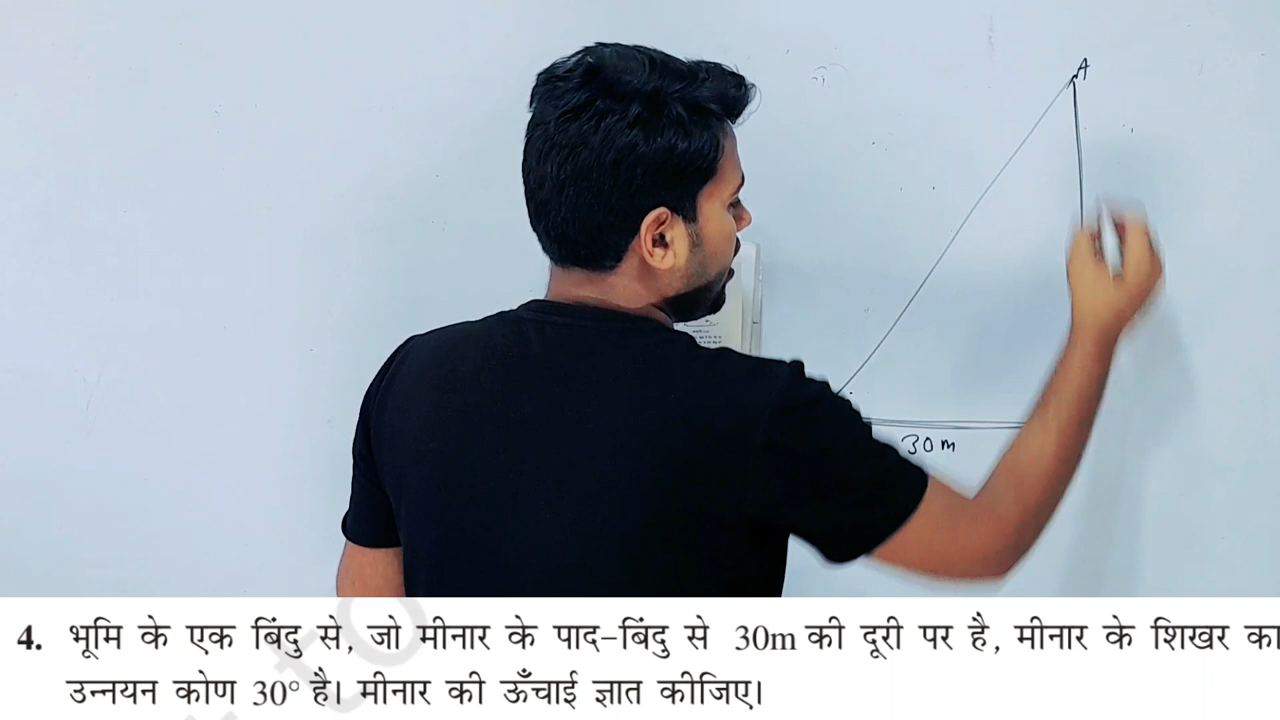 A
30m
4. भूमि के एक बिंदु से, जो मीनार के पाद-बिंदु से 30m की दूरी पर है, मीनार के शिखर का
उन्नयन कोण 30° है। मीनार की ऊँचाई ज्ञात कीजिए।